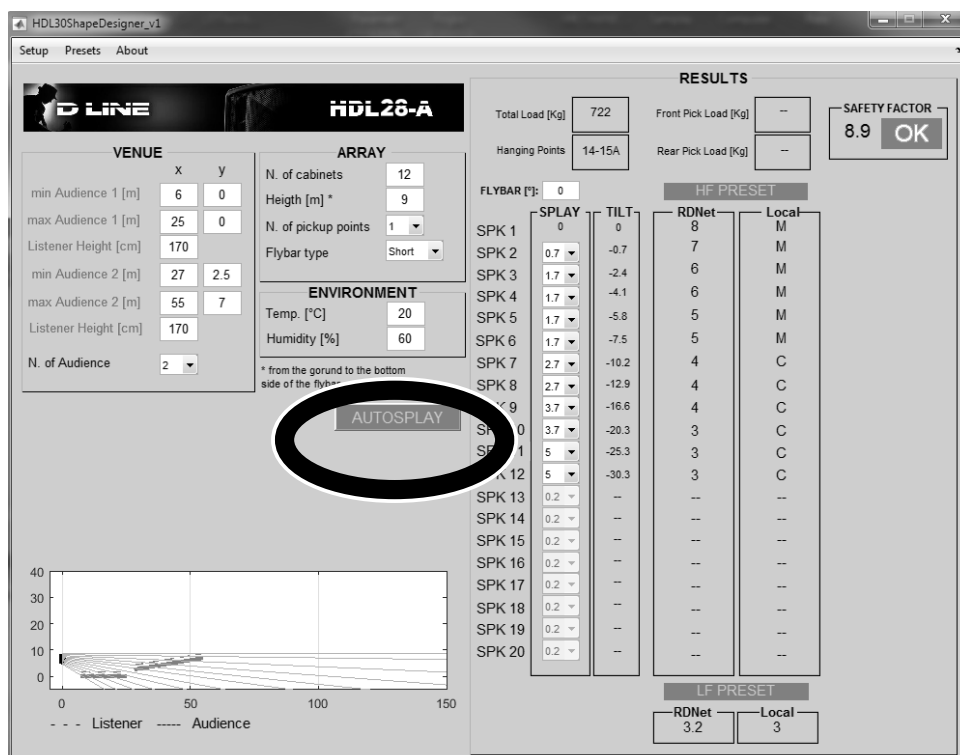 HDL30ShapeDesigner_v1
Setup Presets About
D LINE HDL28-A
VENUE
x y
min Audience 1 [m] 6 0
max Audience 1 [m] 25 0
Listener Height [cm] 170
min Audience 2 [m] 27 2.5
max Audience 2 [m] 55 7
Listener Height [cm] 170
N. of Audience 2
ARRAY
N. of cabinets 12
Heigth [m] * 9
N. of pickup points 1
Flybar type Short
ENVIRONMENT
Temp. [°C] 20
Humidity [%] 60
* from the gorund to the bottom
side of the flybar
AUTOSPLAY
40
30
20
10
0
0 50 100 150
- - - Listener ----- Audience
RESULTS
Total Load [Kg] 722 Front Pick Load [Kg] --
Hanging Points 14-15A Rear Pick Load [Kg] --
SAFETY FACTOR
8.9 OK
FLYBAR [º]: 0 HF PRESET
SPLAY TILT RDNet Local
SPK 1 0 0 8 M
SPK 2 0.7 -0.7 7 M
SPK 3 1.7 -2.4 6 M
SPK 4 1.7 -4.1 6 M
SPK 5 1.7 -5.8 5 M
SPK 6 1.7 -7.5 5 M
SPK 7 2.7 -10.2 4 C
SPK 8 2.7 -12.9 4 C
9 3.7 -16.6 4 C
0 3.7 -20.3 3 C
1 5 -25.3 3 C
12 5 -30.3 3 C
SPK 13 0.2 -- -- --
SPK 14 0.2 -- -- --
SPK 15 0.2 -- -- --
SPK 16 0.2 -- -- --
SPK 17 0.2 -- -- --
SPK 18 0.2 -- -- --
SPK 19 0.2 -- -- --
SPK 20 0.2 -- -- --
LF PRESET
RDNet Local
3.2 3